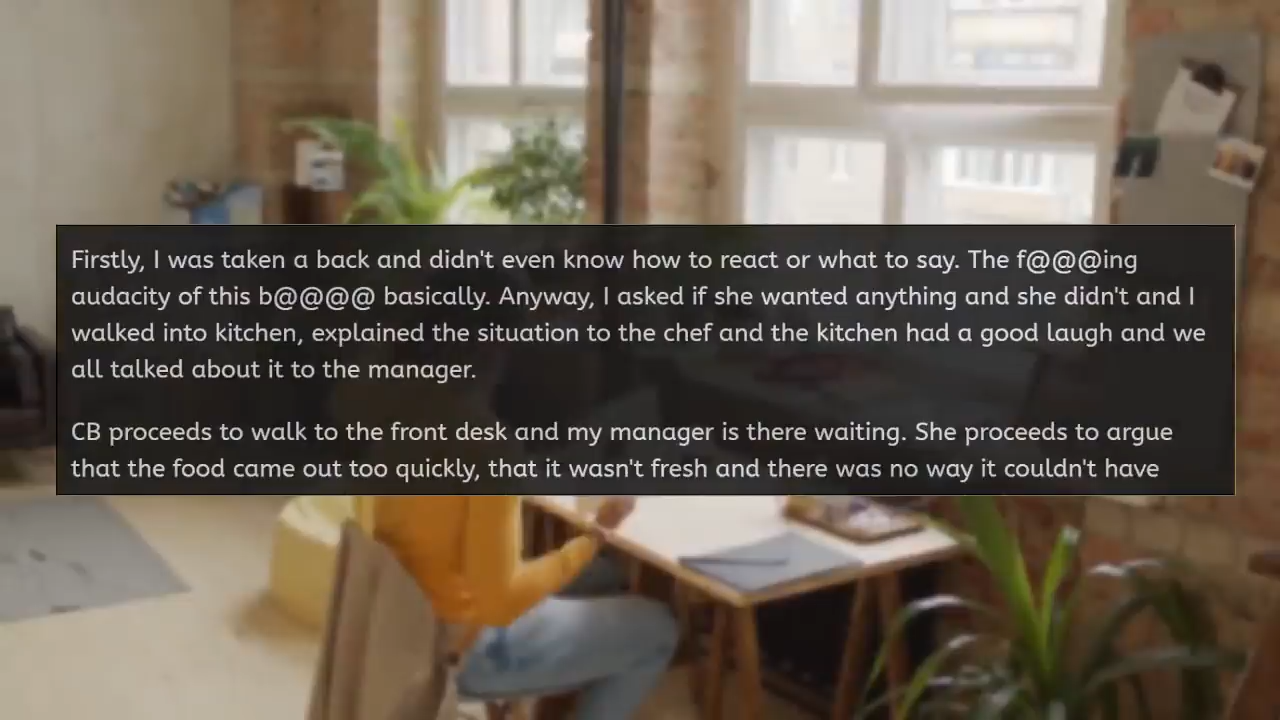 Firstly, I was taken a back and didn't even know how to react or what to say. The f@@@ing
audacity of this b@@@@ basically. Anyway, I asked if she wanted anything and she didn't and I
walked into kitchen, explained the situation to the chef and the kitchen had a good laugh and we
all talked about it to the manager.
CB proceeds to walk to the front desk and my manager is there waiting. She proceeds to argue
that the food came out too quickly, that it wasn't fresh and there was no way it couldn't have